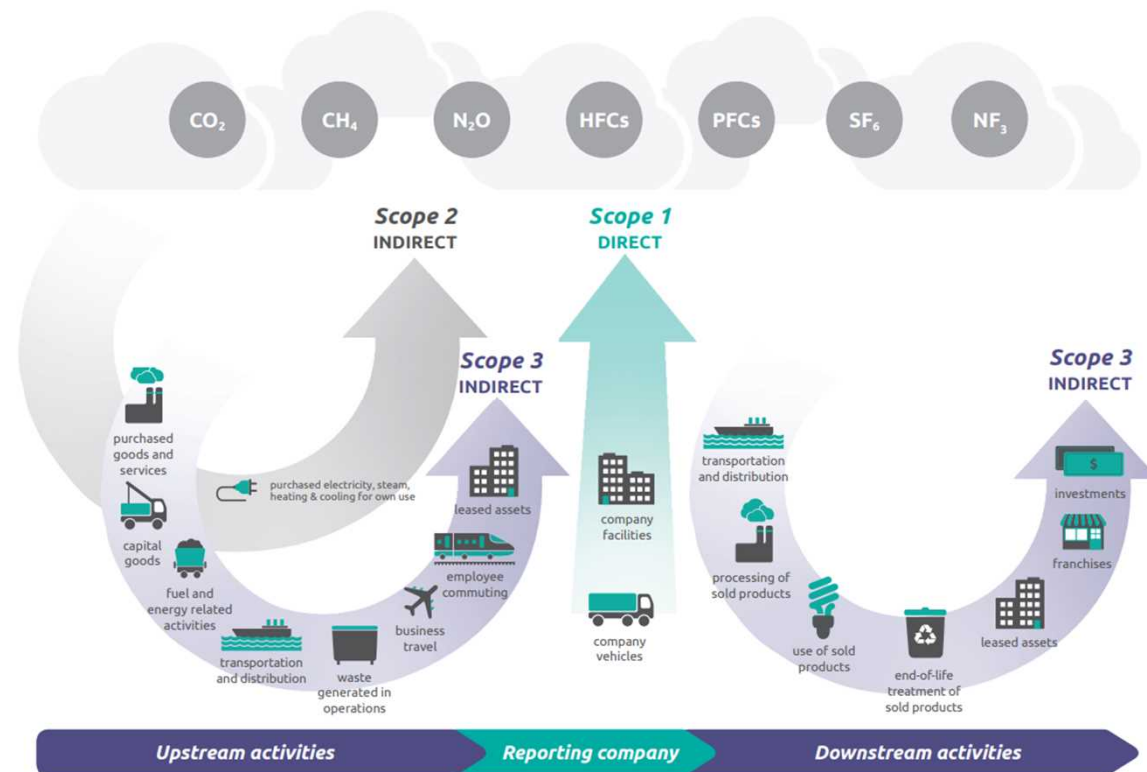 CO₂
CH₄
N₂O
HFCs
PFCs
SF₆
NF₃
Scope 2
INDIRECT
Scope 1
DIRECT
Scope 3
INDIRECT
Scope 3
INDIRECT
purchased
goods and
services
capital
goods
fuel and
energy related
activities
transportation
and distribution
waste
generated in
operations
business
travel
employee
commuting
leased assets
purchased electricity, steam,
heating & cooling for own use
company
facilities
company
vehicles
transportation
and distribution
processing of
sold products
use of sold
products
end-of-life
treatment of
sold products
leased assets
franchises
$
investments
Upstream activities
Reporting company
Downstream activities